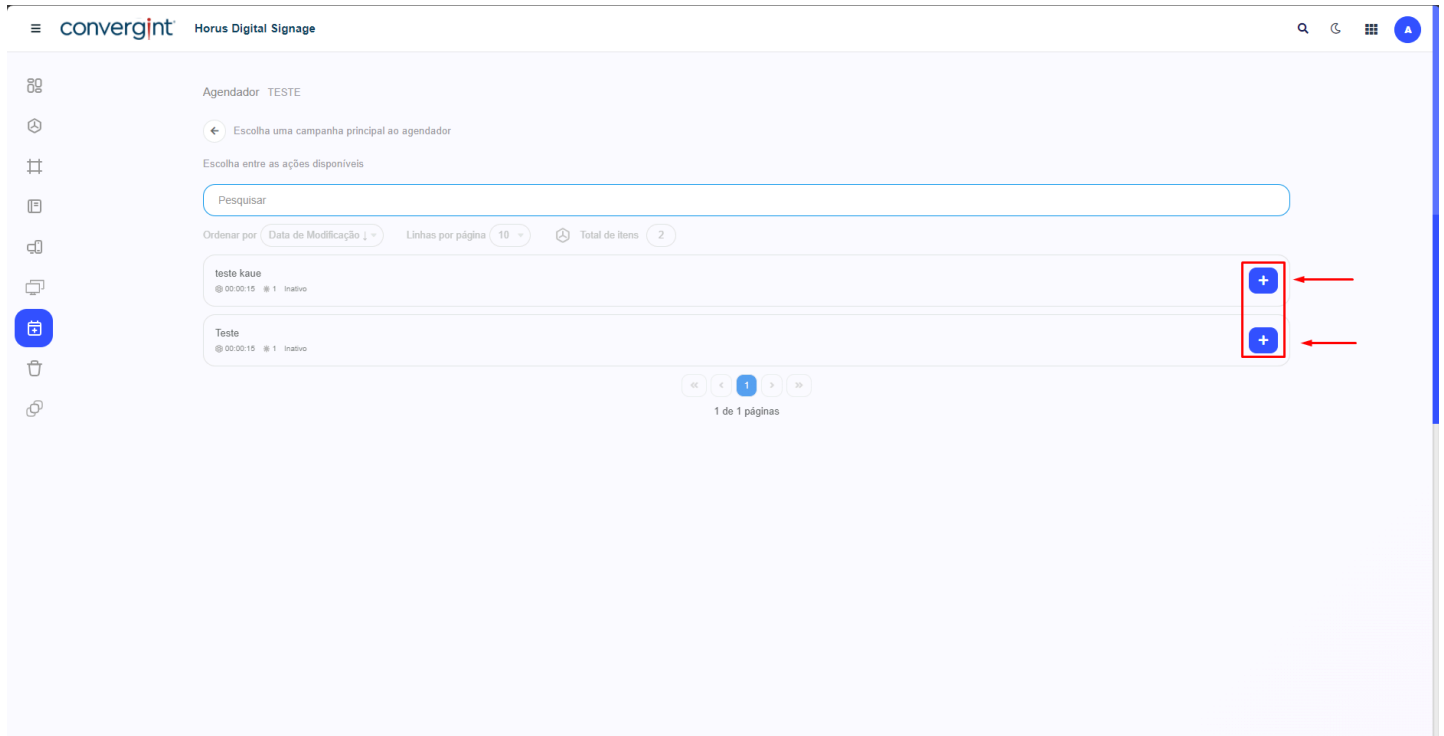 convergint Horus Digital Signage A
Agendador TESTE
Escolha uma campanha principal ao agendador
Escolha entre as ações disponíveis
Pesquisar
Ordenar por Data de Modificação ↓ Linhas por página 10 Total de itens 2
teste kaue
00:00:15 1 Inativo
+
Teste
00:00:15 1 Inativo
+
« < 1 > »
1 de 1 páginas